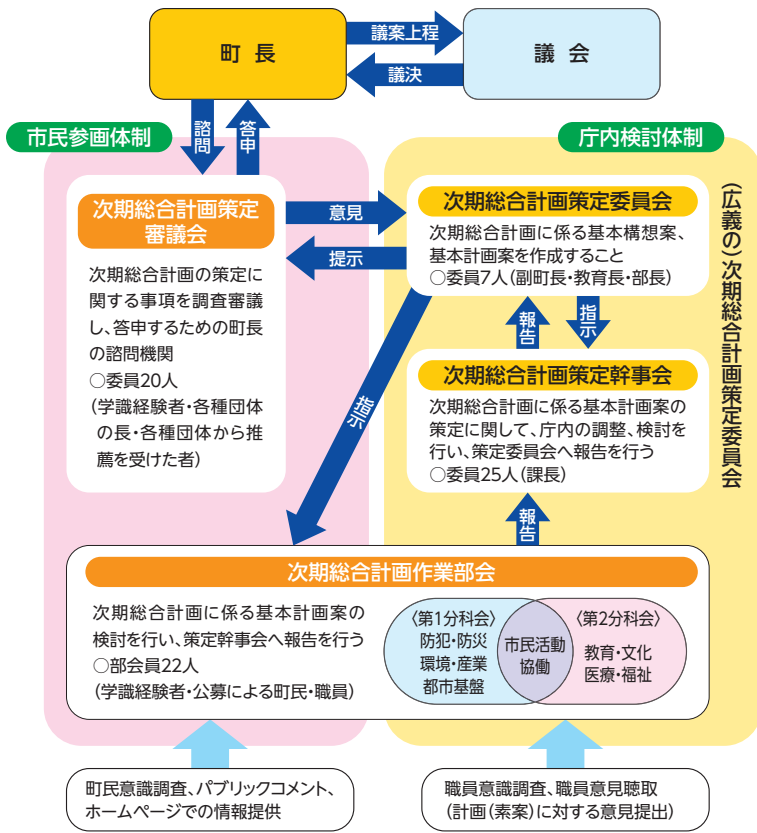 町長
議案上程
議決
議会
市民参画体制
諮問
答申
庁内検討体制
次期総合計画策定
審議会
次期総合計画の策定に
関する事項を調査審議
し、答申するための町長
の諮問機関
○委員20人
(学識経験者・各種団体
の長・各種団体から推
薦を受けた者)
意見
提示
次期総合計画策定委員会
次期総合計画に係る基本構想案、
基本計画案を作成すること
○委員7人(副町長・教育長・部長)
報告
指示
次期総合計画策定幹事会
次期総合計画に係る基本計画案の
策定に関して、庁内の調整、検討を
行い、策定委員会へ報告を行う
○委員25人(課長)
(広義の)次期総合計画策定委員会
指示
報告
次期総合計画作業部会
次期総合計画に係る基本計画案の
検討を行い、策定幹事会へ報告を行う
○部会員22人
(学識経験者・公募による町民・職員)
〈第1分科会〉
防犯・防災
環境・産業
都市基盤
市民活動
協働
〈第2分科会〉
教育・文化
医療・福祉
町民意識調査、パブリックコメント、
ホームページでの情報提供
職員意識調査、職員意見聴取
(計画(素案)に対する意見提出)